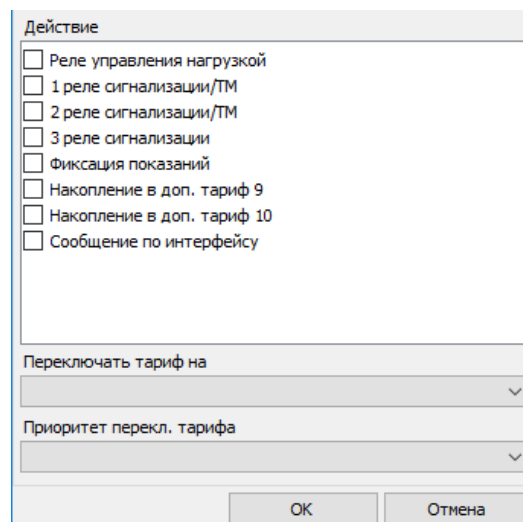 Действие
Реле управления нагрузкой
1 реле сигнализации/ТМ
2 реле сигнализации/ТМ
3 реле сигнализации
Фиксация показаний
Накопление в доп. тариф 9
Накопление в доп. тариф 10
Сообщение по интерфейсу
Переключать тариф на
Приоритет перекл. тарифа
ОК
Отмена